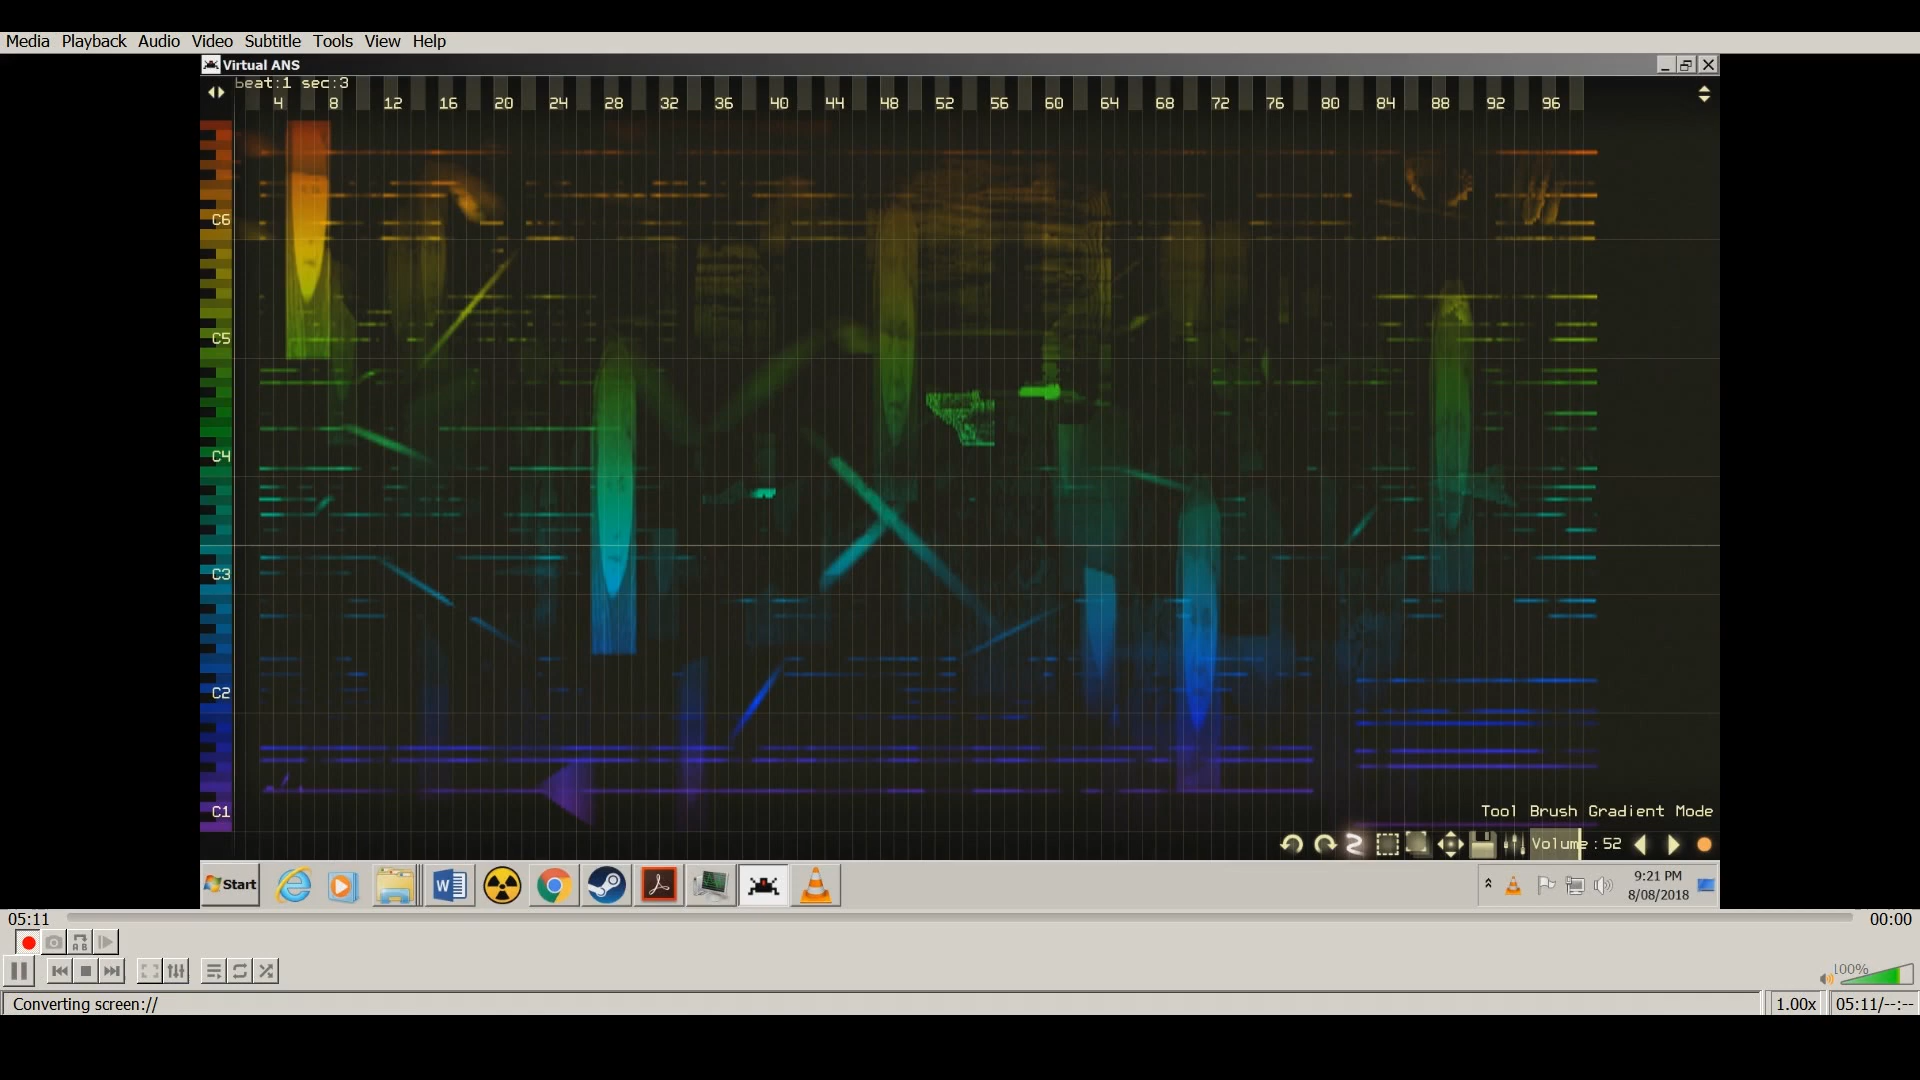 Media Playback Audio Video Subtitle Tools View Help
Virtual ANS
beat:1 sec:3
4 8 12 16 20 24 28 32 36 40 44 48 52 56 60 64 68 72 76 80 84 88 92 96
C6
C5
C4
C3
C2
C1
Tool Brush Gradient Mode
Volume : 52
Start
9:21 PM
8/08/2018
05:11
00:00
A B
100%
Converting screen://
1.00x
05:11/--:--